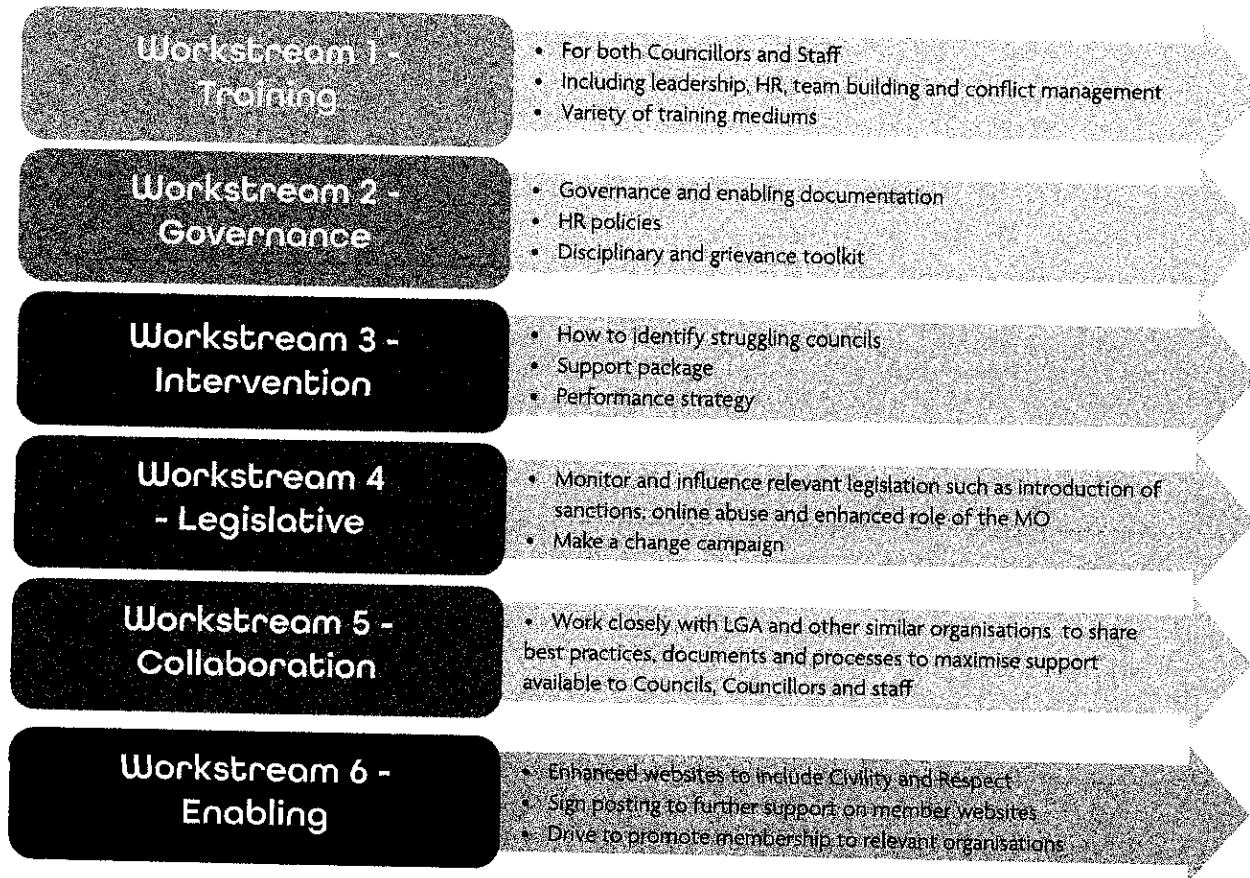 Workstream 1 -
Training
• For both Councillors and Staff
• Including leadership, HR, team building and conflict management
• Variety of training mediums
Workstream 2 -
Governance
• Governance and enabling documentation
• HR policies
• Disciplinary and grievance toolkit
Workstream 3 -
Intervention
• How to identify struggling councils
• Support package
• Performance strategy
Workstream 4
- Legislative
• Monitor and influence relevant legislation such as introduction of
sanctions, online abuse and enhanced role of the MO
• Make a change campaign
Workstream 5 -
Collaboration
• Work closely with LGA and other similar organisations to share
best practices, documents and processes to maximise support
available to Councils, Councillors and staff
Workstream 6 -
Enabling
• Enhanced websites to include Civility and Respect
• Sign posting to further support on member websites
• Drive to promote membership to relevant organisations